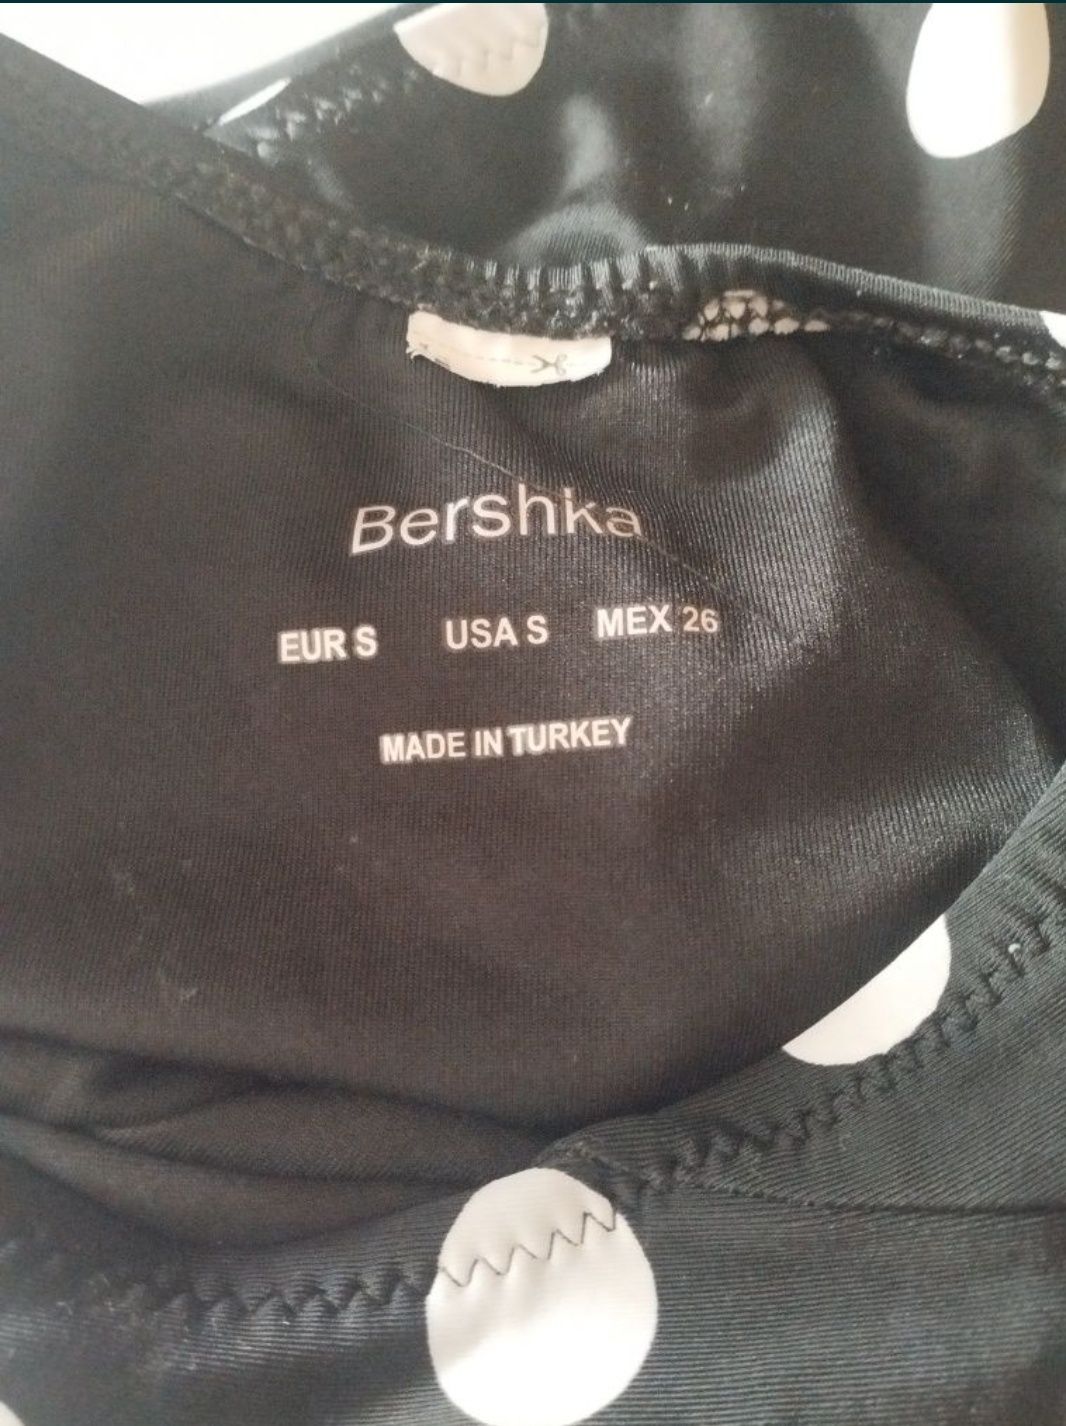 Bershka
EUR S USA S MEX 26
MADE IN TURKEY